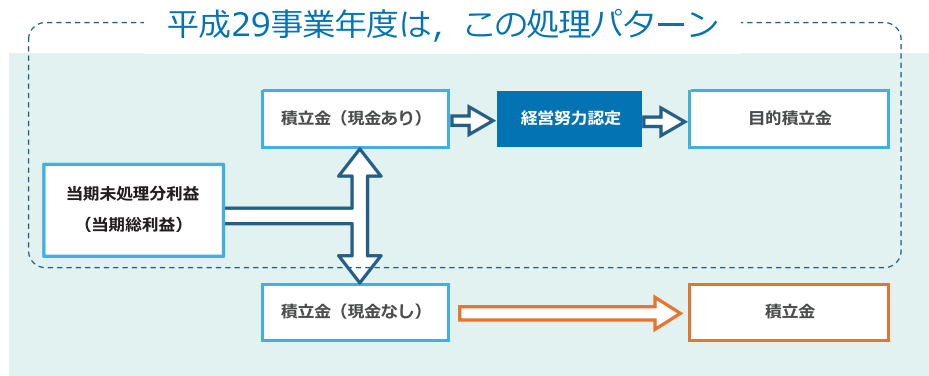 平成29事業年度は，この処理パターン
積立金（現金あり）
経営努力認定
目的積立金
当期未処理分利益
（当期総利益）
積立金（現金なし）
積立金